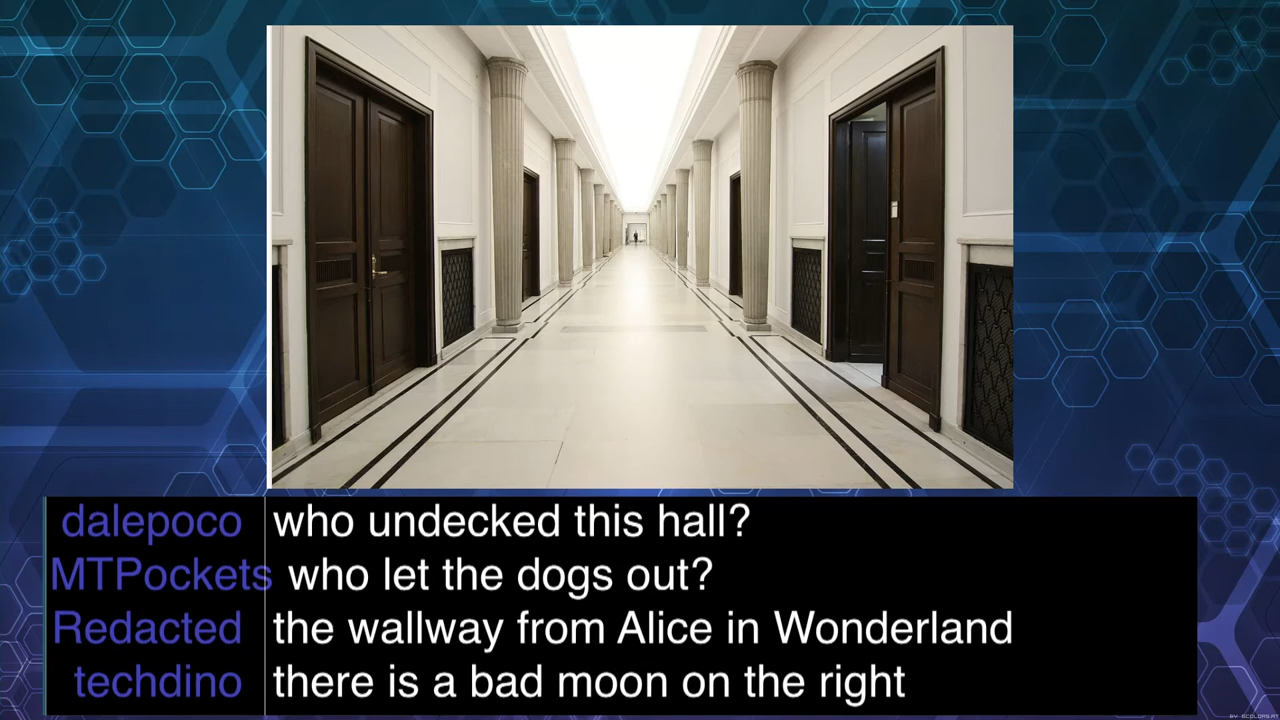 dalepoco who undecked this hall?
MTPockets who let the dogs out?
Redacted the wallway from Alice in Wonderland
techdino there is a bad moon on the right